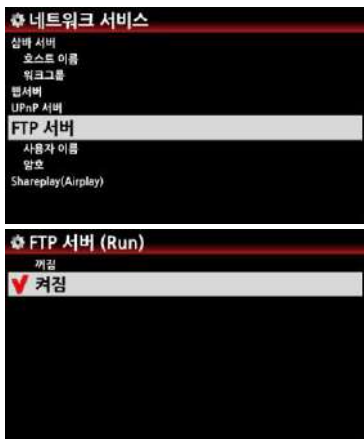 네트워크 서비스
삼바 서버
호스트 이름
워크그룹
웹서버
UPnP 서버
FTP 서버
사용자 이름
암호
Shareplay(Airplay)
FTP 서버 (Run)
꺼짐
켜짐